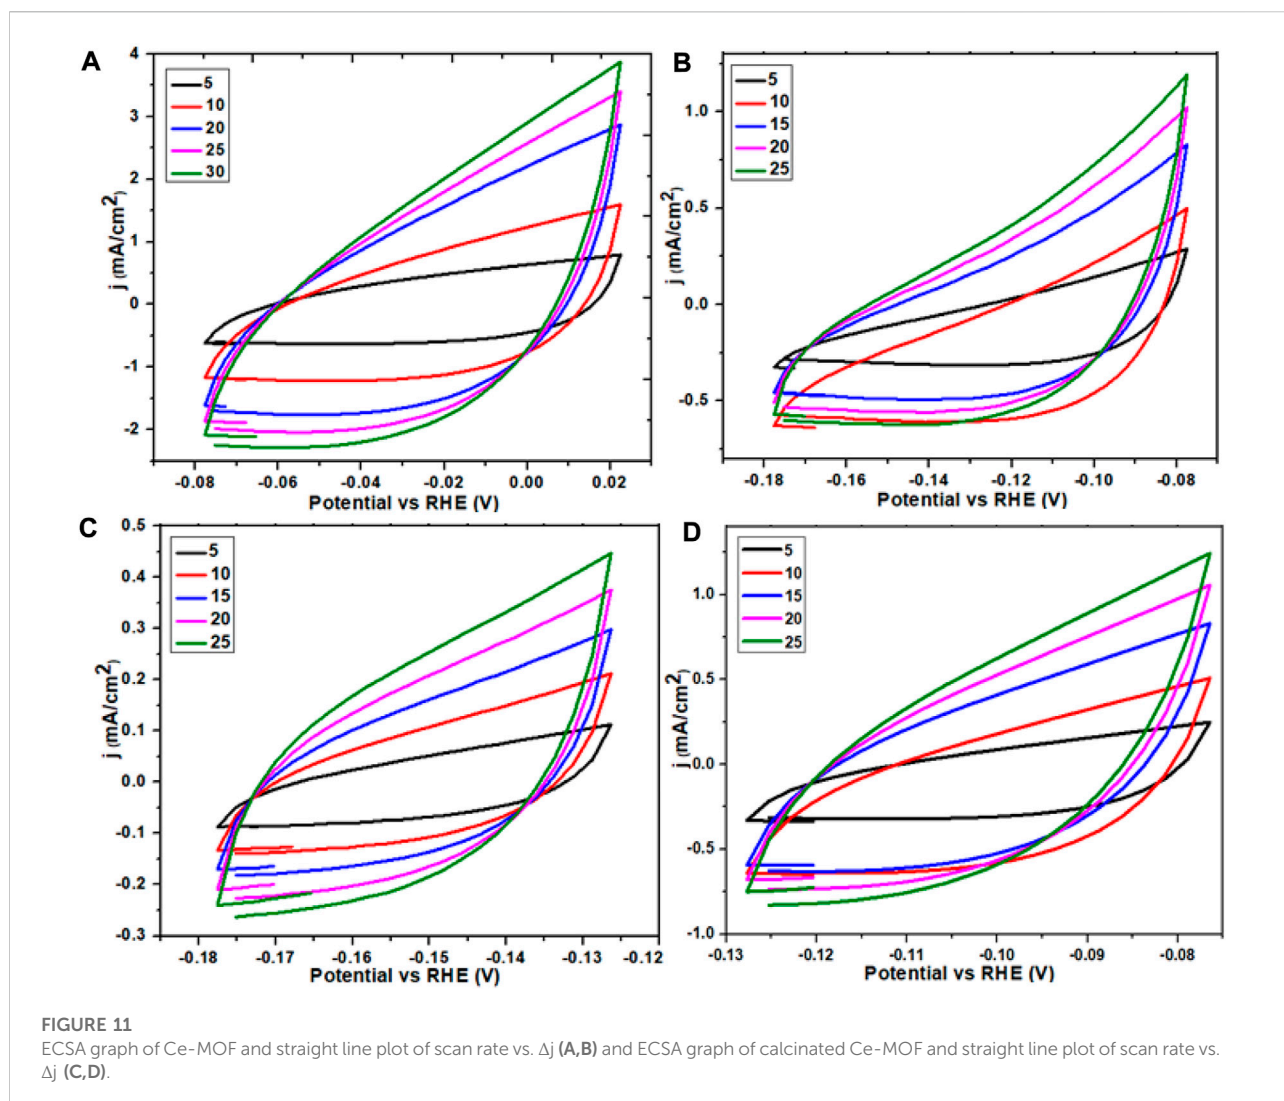 A
4
3
2
1
0
-1
-2
j (mA/cm2)
5
10
20
25
30
-0.08 -0.06 -0.04 -0.02 0.00 0.02
Potential vs RHE (V)
B
1.0
0.5
0.0
-0.5
j (mA/cm2)
5
10
15
20
25
-0.18 -0.16 -0.14 -0.12 -0.10 -0.08
Potential vs RHE (V)
C
0.5
0.4
0.3
0.2
0.1
0.0
-0.1
-0.2
-0.3
j (mA/cm2)
5
10
15
20
25
-0.18 -0.17 -0.16 -0.15 -0.14 -0.13 -0.12
Potential vs RHE (V)
D
1.0
0.5
0.0
-0.5
-1.0
j (mA/cm2)
5
10
15
20
25
-0.13 -0.12 -0.11 -0.10 -0.09 -0.08
Potential vs RHE (V)
FIGURE 11
ECSA graph of Ce-MOF and straight line plot of scan rate vs. Δj (A,B) and ECSA graph of calcinated Ce-MOF and straight line plot of scan rate vs.
Δj (C,D).